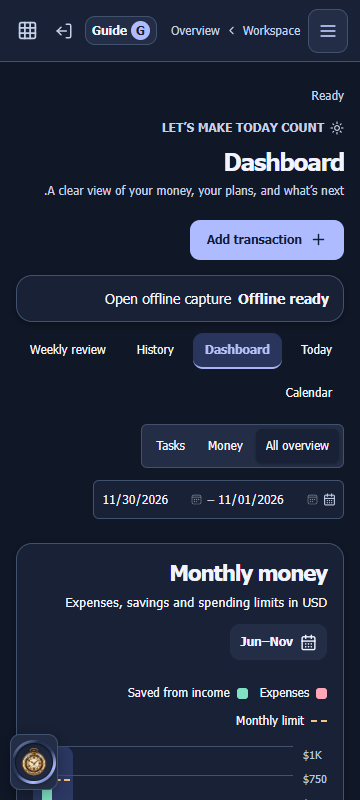 Workspace
Overview
Guide G
Ready
LET'S MAKE TODAY COUNT
Dashboard
.A clear view of your money, your plans, and what's next
Add transaction
Offline ready Open offline capture
Today
Dashboard
History
Weekly review
Calendar
All overview
Money
Tasks
11/01/2026 – 11/30/2026
Monthly money
Expenses, savings and spending limits in USD
Jun–Nov
Expenses
Saved from income
Monthly limit
$1K
$750